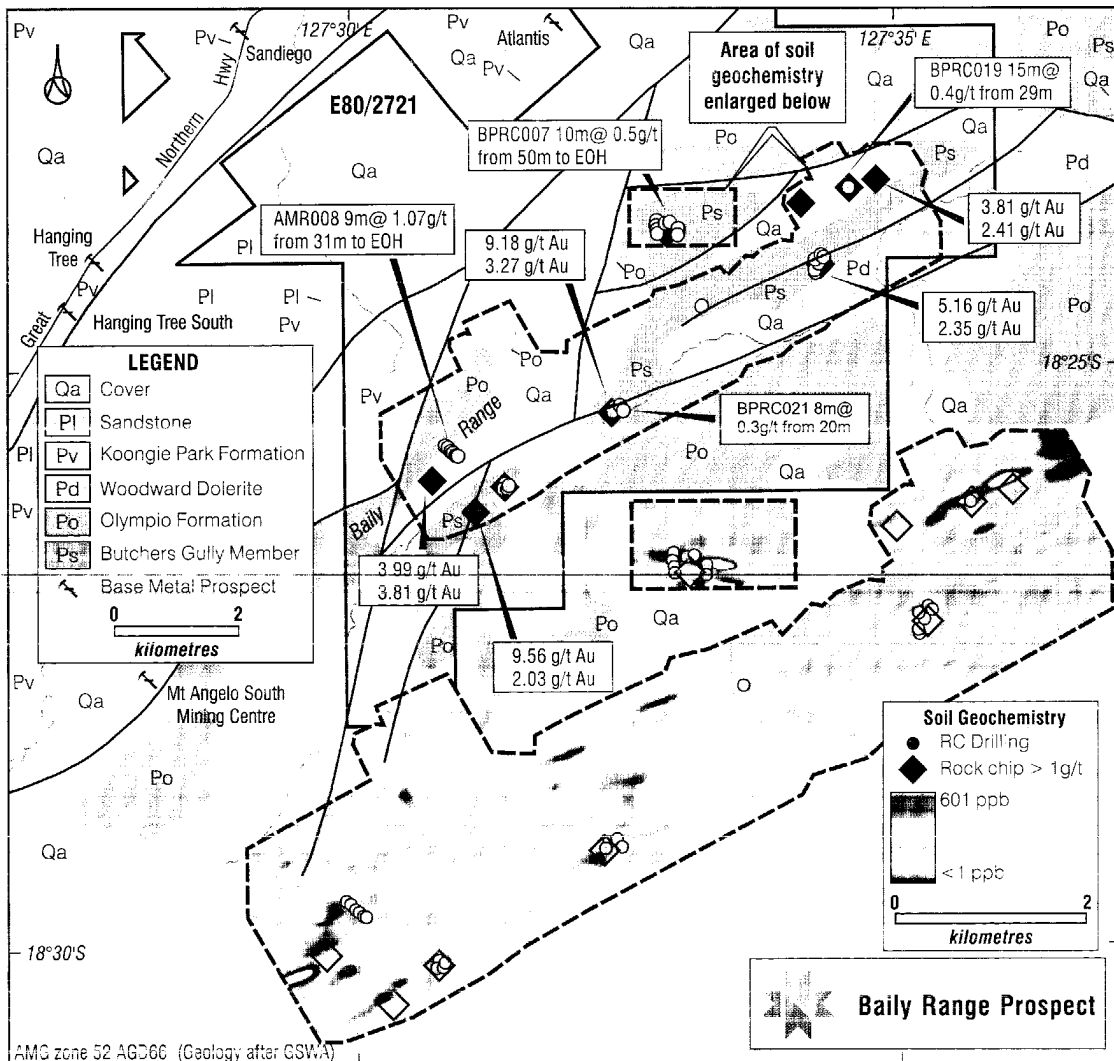 Pv
127°30' E
Pv
Sandiego
Hwy
Northern
Great
Atlantis
Qa
Pv
Qa
Area of soil
geochemistry
enlarged below
127°35' E
Po
Ps
Qa
Qa
BPRC019 15m@
0.4g/t from 29m
E80/2721
BPRC007 10m@ 0.5g/t
from 50m to EOH
Po
Qa
Qa
Qa
Ps
Pd
Ps
AMR008 9m@ 1.07g/t
from 31m to EOH
9.18 g/t Au
3.27 g/t Au
3.81 g/t Au
2.41 g/t Au
Qa
Pl
Hanging
Tree
Pv
Po
Pd
Ps
Po
Pl
Pl
Pv
Hanging Tree South
Qa
5.16 g/t Au
2.35 g/t Au
Pd
LEGEND
Qa Cover
Pl Sandstone
Pv Koongie Park Formation
Pd Woodward Dolerite
Po Olympio Formation
Ps Butchers Gully Member
Base Metal Prospect
0 2
kilometres
18°25'S
Po
Pv
Po
Ps
Qa
Qa
Baily
Range
BPRC021 8m@
0.3g/t from 20m
Po
Qa
Pl
Pv
Ps
3.99 g/t Au
3.81 g/t Au
Po
Po
Qa
9.56 g/t Au
2.03 g/t Au
Po
Pv
Qa
Mt Angelo South
Mining Centre
Po
Qa
Soil Geochemistry
RC Drilling
Rock chip > 1g/t
601 ppb
<1 ppb
0 2
kilometres
18°30'S
Baily Range Prospect
AMG zone 52 AGD66 (Geology after GSWA)